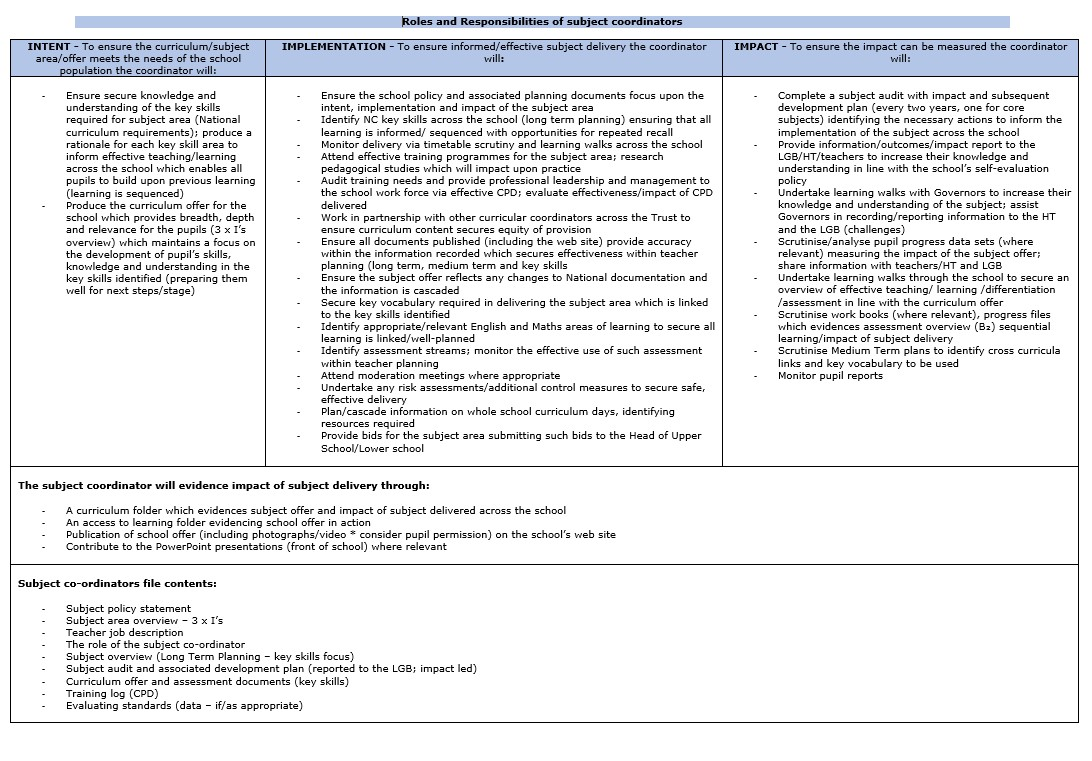 Roles and Responsibilities of subject coordinators
INTENT – To ensure the curriculum/subject
area/offer meets the needs of the school
population the coordinator will:
IMPLEMENTATION – To ensure informed/effective subject delivery the coordinator
will:
IMPACT – To ensure the impact can be measured the coordinator
will:
- Ensure secure knowledge and
understanding of the key skills
required for subject area (National
curriculum requirements); produce a
rationale for each key skill area to
inform effective teaching/learning
across the school which enables all
pupils to build upon previous learning
(learning is sequenced)
- Produce the curriculum offer for the
school which provides breadth, depth
and relevance for the pupils (3 x I's
overview) which maintains a focus on
the development of pupil's skills,
knowledge and understanding in the
key skills identified (preparing them
well for next steps/stage)
- Ensure the school policy and associated planning documents focus upon the
intent, implementation and impact of the subject area
- Identify NC key skills across the school (long term planning) ensuring that all
learning is informed/ sequenced with opportunities for repeated recall
- Monitor delivery via timetable scrutiny and learning walks across the school
- Attend effective training programmes for the subject area; research
pedagogical studies which will impact upon practice
- Audit training needs and provide professional leadership and management to
the school work force via effective CPD; evaluate effectiveness/impact of CPD
delivered
- Work in partnership with other curricular coordinators across the Trust to
ensure curriculum content secures equity of provision
- Ensure all documents published (including the web site) provide accuracy
within the information recorded which secures effectiveness within teacher
planning (long term, medium term and key skills
- Ensure the subject offer reflects any changes to National documentation and
the information is cascaded
- Secure key vocabulary required in delivering the subject area which is linked
to the key skills identified
- Identify appropriate/relevant English and Maths areas of learning to secure all
learning is linked/well-planned
- Identify assessment streams; monitor the effective use of such assessment
within teacher planning
- Attend moderation meetings where appropriate
- Undertake any risk assessments/additional control measures to secure safe,
effective delivery
- Plan/cascade information on whole school curriculum days, identifying
resources required
- Provide bids for the subject area submitting such bids to the Head of Upper
School/Lower school
- Complete a subject audit with impact and subsequent
development plan (every two years, one for core
subjects) identifying the necessary actions to inform the
implementation of the subject across the school
- Provide information/outcomes/impact report to the
LGB/HT/teachers to increase their knowledge and
understanding in line with the school's self-evaluation
policy
- Undertake learning walks with Governors to increase their
knowledge and understanding of the subject; assist
Governors in recording/reporting information to the HT
and the LGB (challenges)
- Scrutinise/analyse pupil progress data sets (where
relevant) measuring the impact of the subject offer;
share information with teachers/HT and LGB
- Undertake learning walks through the school to secure an
overview of effective teaching/ learning /differentiation
/assessment in line with the curriculum offer
- Scrutinise work books (where relevant), progress files
which evidences assessment overview (B²) sequential
learning/impact of subject delivery
- Scrutinise Medium Term plans to identify cross curricula
links and key vocabulary to be used
- Monitor pupil reports
The subject coordinator will evidence impact of subject delivery through:
- A curriculum folder which evidences subject offer and impact of subject delivered across the school
- An access to learning folder evidencing school offer in action
- Publication of school offer (including photographs/video * consider pupil permission) on the school's web site
- Contribute to the PowerPoint presentations (front of school) where relevant
Subject co-ordinators file contents:
- Subject policy statement
- Subject area overview – 3 x I's
- Teacher job description
- The role of the subject co-ordinator
- Subject overview (Long Term Planning – key skills focus)
- Subject audit and associated development plan (reported to the LGB; impact led)
- Curriculum offer and assessment documents (key skills)
- Training log (CPD)
- Evaluating standards (data – if/as appropriate)